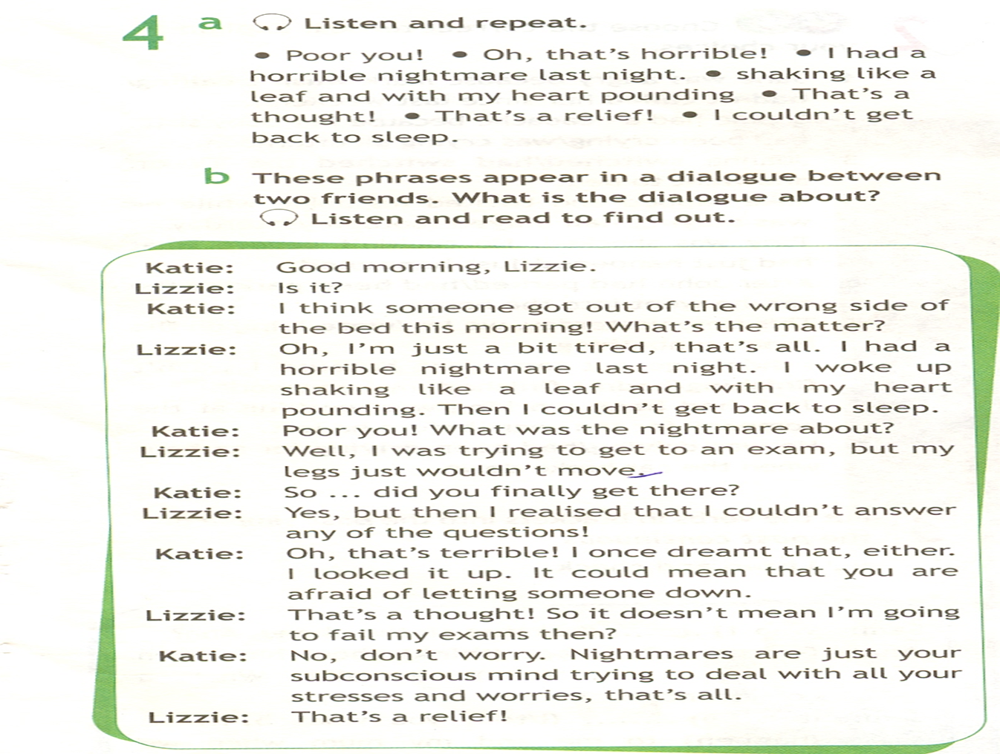 4 a Listen and repeat.
• Poor you! • Oh, that's horrible! • I had a
horrible nightmare last night. • shaking like a
leaf and with my heart pounding • That's a
thought! • That's a relief! • I couldn't get
back to sleep.
b These phrases appear in a dialogue between
two friends. What is the dialogue about?
Listen and read to find out.
Katie: Good morning, Lizzie.
Lizzie: Is it?
Katie: I think someone got out of the wrong side of
the bed this morning! What's the matter?
Lizzie: Oh, I'm just a bit tired, that's all. I had a
horrible nightmare last night. I woke up
shaking like a leaf and with my heart
pounding. Then I couldn't get back to sleep.
Katie: Poor you! What was the nightmare about?
Lizzie: Well, I was trying to get to an exam, but my
legs just wouldn't move.
Katie: So ... did you finally get there?
Lizzie: Yes, but then I realised that I couldn't answer
any of the questions!
Katie: Oh, that's terrible! I once dreamt that, either.
I looked it up. It could mean that you are
afraid of letting someone down.
Lizzie: That's a thought! So it doesn't mean I'm going
to fail my exams then?
Katie: No, don't worry. Nightmares are just your
subconscious mind trying to deal with all your
stresses and worries, that's all.
Lizzie: That's a relief!